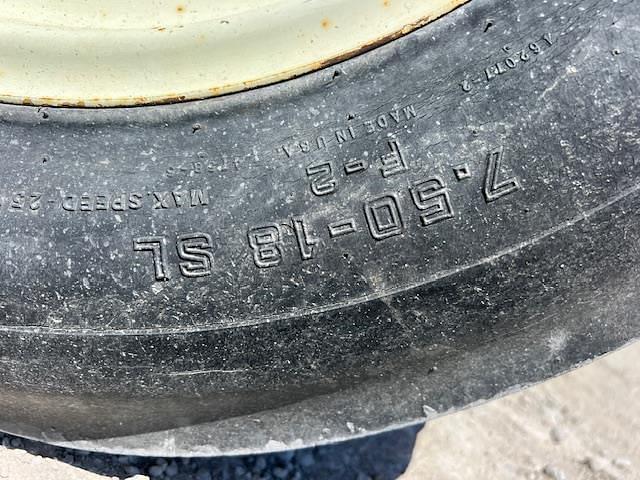 7.50-18 SL
F-2
MADE IN U.S.A.
MAX. SPEED - 25